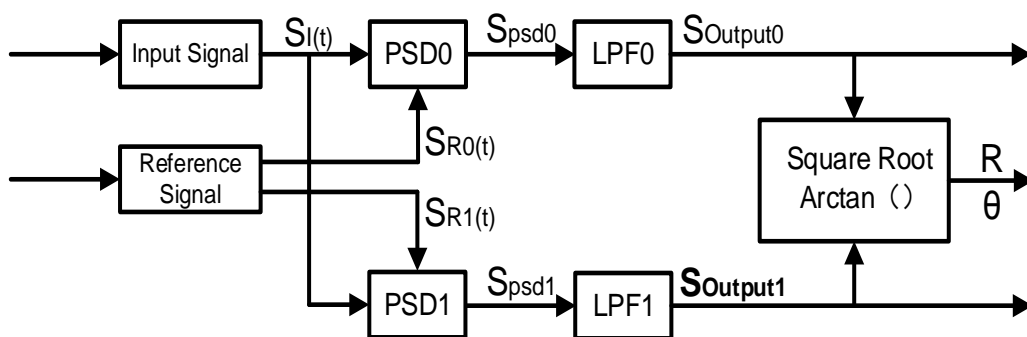 Input Signal
SI(t)
PSD0
Spsd0
LPF0
SOutput0
Reference
Signal
SR0(t)
SR1(t)
Square Root
Arctan（）
R
θ
PSD1
Spsd1
LPF1
SOutput1